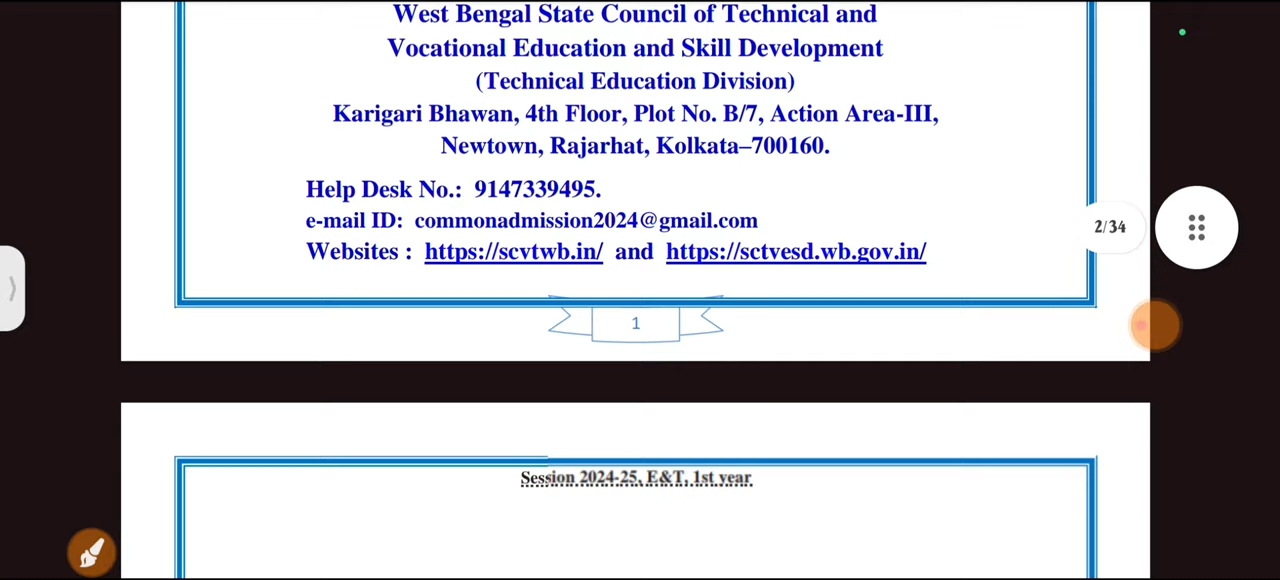 West Bengal State Council of Technical and
Vocational Education and Skill Development
(Technical Education Division)
Karigari Bhawan, 4th Floor, Plot No. B/7, Action Area-III,
Newtown, Rajarhat, Kolkata–700160.
Help Desk No.: 9147339495.
e-mail ID: commonadmission2024@gmail.com
Websites : https://scvtwb.in/ and https://sctvesd.wb.gov.in/
2/34
1
Session 2024-25, E&T, 1st year